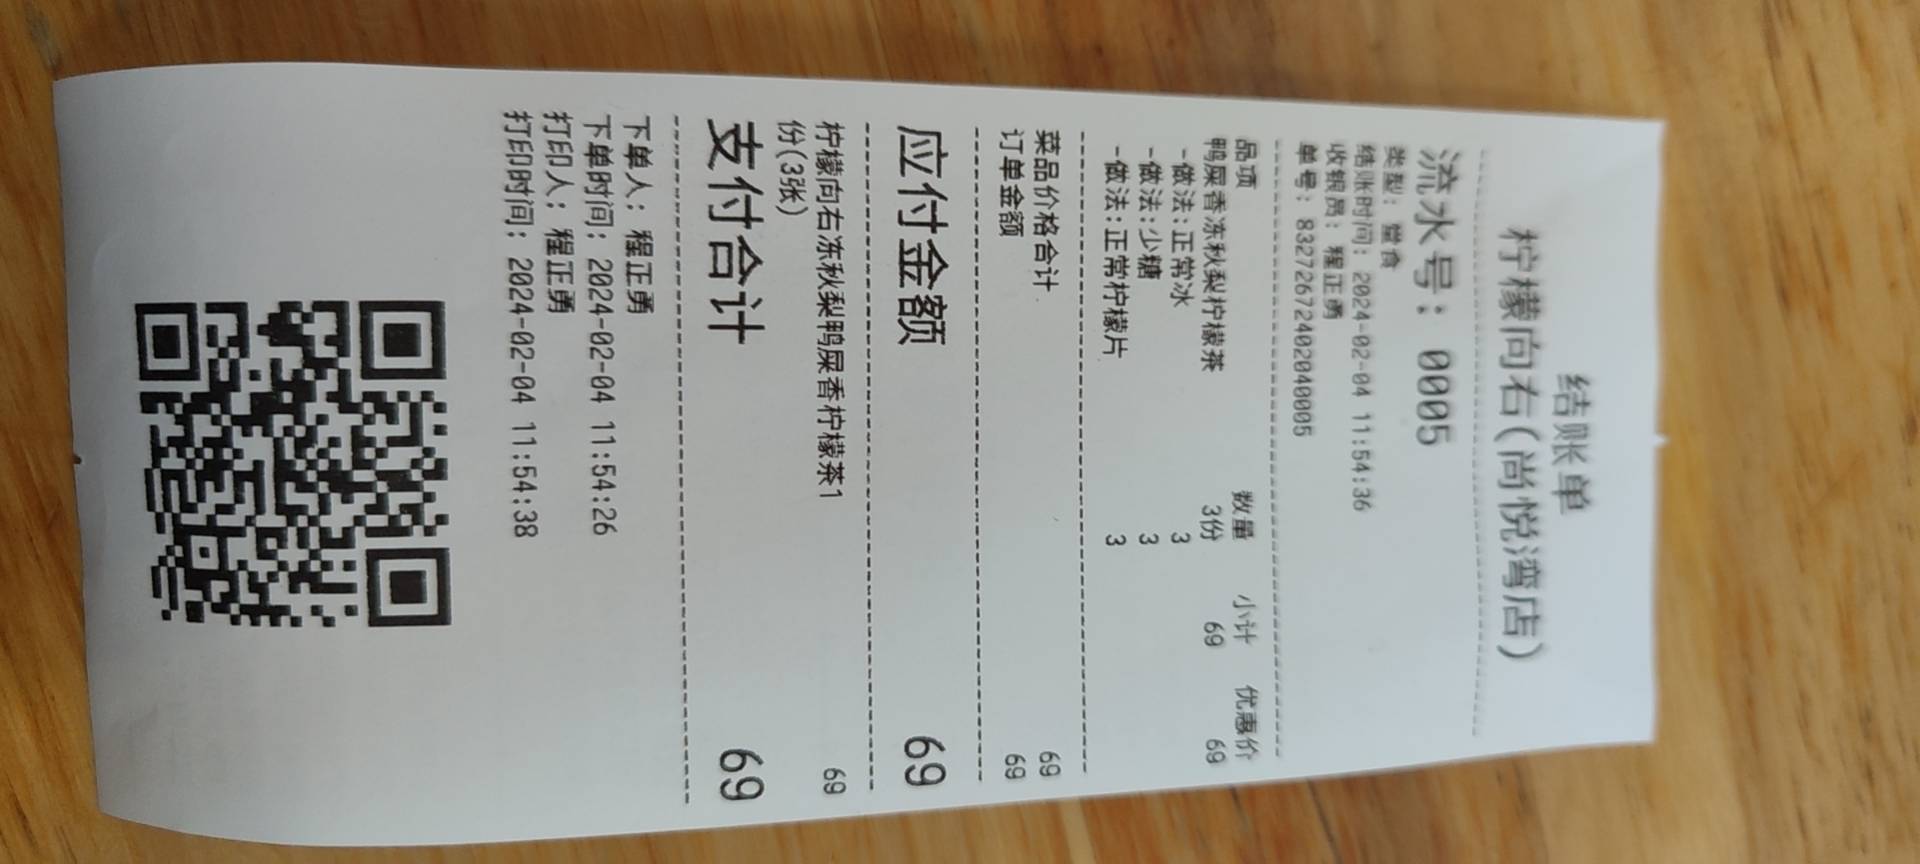 结账单
柠檬向右(尚悦湾店)
流水号: 0005
类型: 堂食
结账时间: 2024-02-04 11:54:36
收银员: 程正勇
单号: 83272672402040005
品项 数量 小计 优惠价
鸭屎香冻秋梨柠檬茶 3份 69 69
-做法:正常冰 3
-做法:少糖 3
-做法:正常柠檬片 3
菜品价格合计 69
订单金额 69
应付金额 69
柠檬向右冻秋梨鸭屎香柠檬茶1 69
份(3张)
支付合计 69
下单人: 程正勇
下单时间: 2024-02-04 11:54:26
打印人: 程正勇
打印时间: 2024-02-04 11:54:38